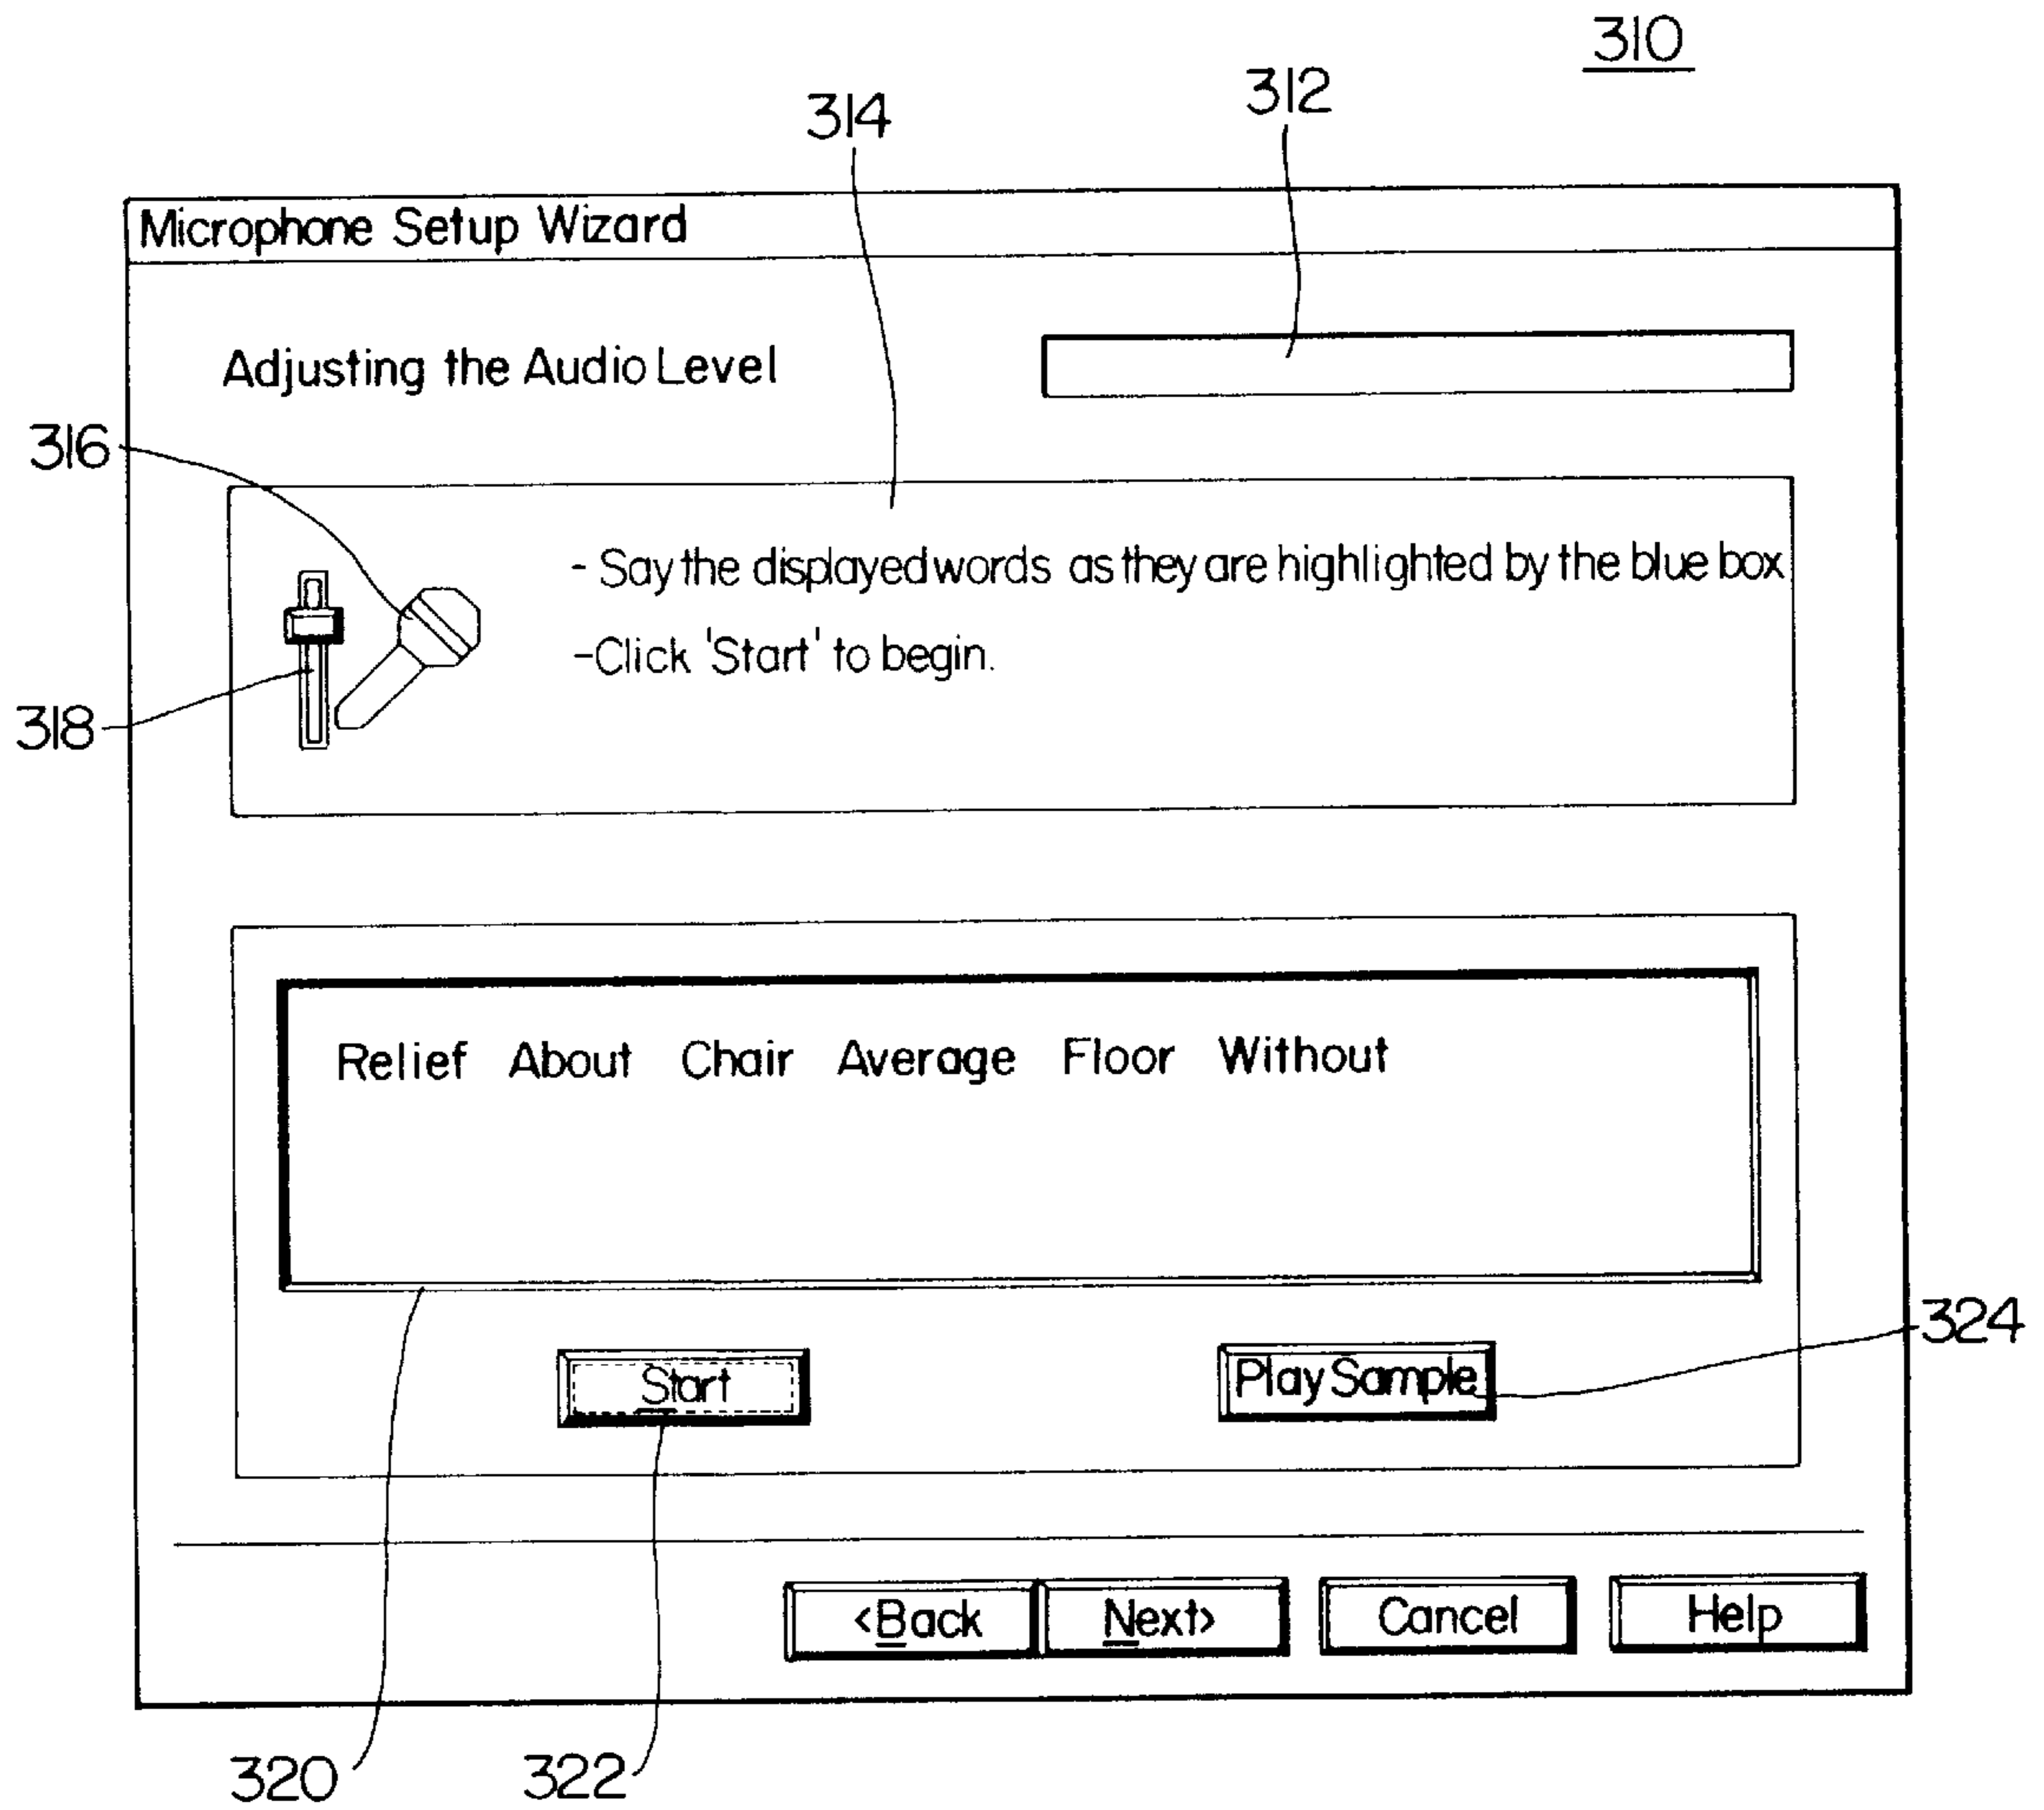 310
312
314
Microphone Setup Wizard
Adjusting the Audio Level
316
- Say the displayed words as they are highlighted by the blue box
-Click 'Start' to begin.
318
Relief About Chair Average Floor Without
324
Start Play Sample
<Back Next> Cancel Help
320 322